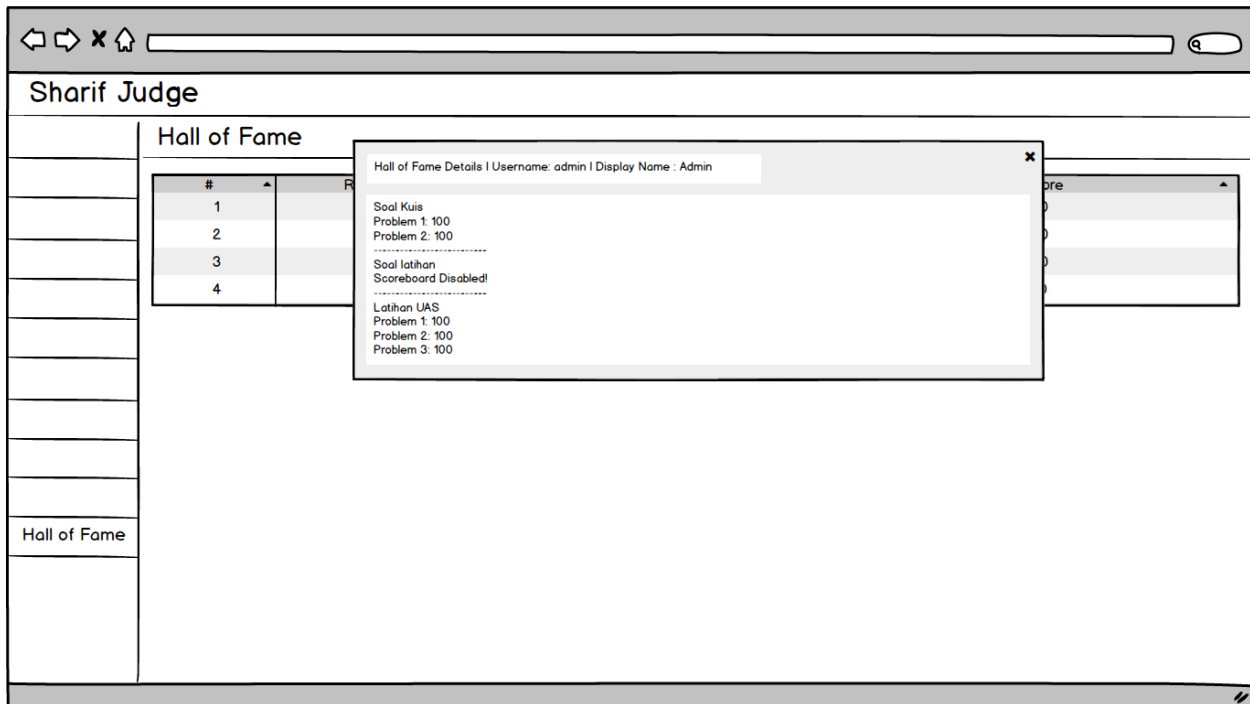 Sharif Judge
Hall of Fame
Hall of Fame Details | Username: admin | Display Name : Admin
#
1
2
3
4
Soal Kuis
Problem 1: 100
Problem 2: 100
Soal latihan
Scoreboard Disabled!
Latihan UAS
Problem 1: 100
Problem 2: 100
Problem 3: 100
Hall of Fame